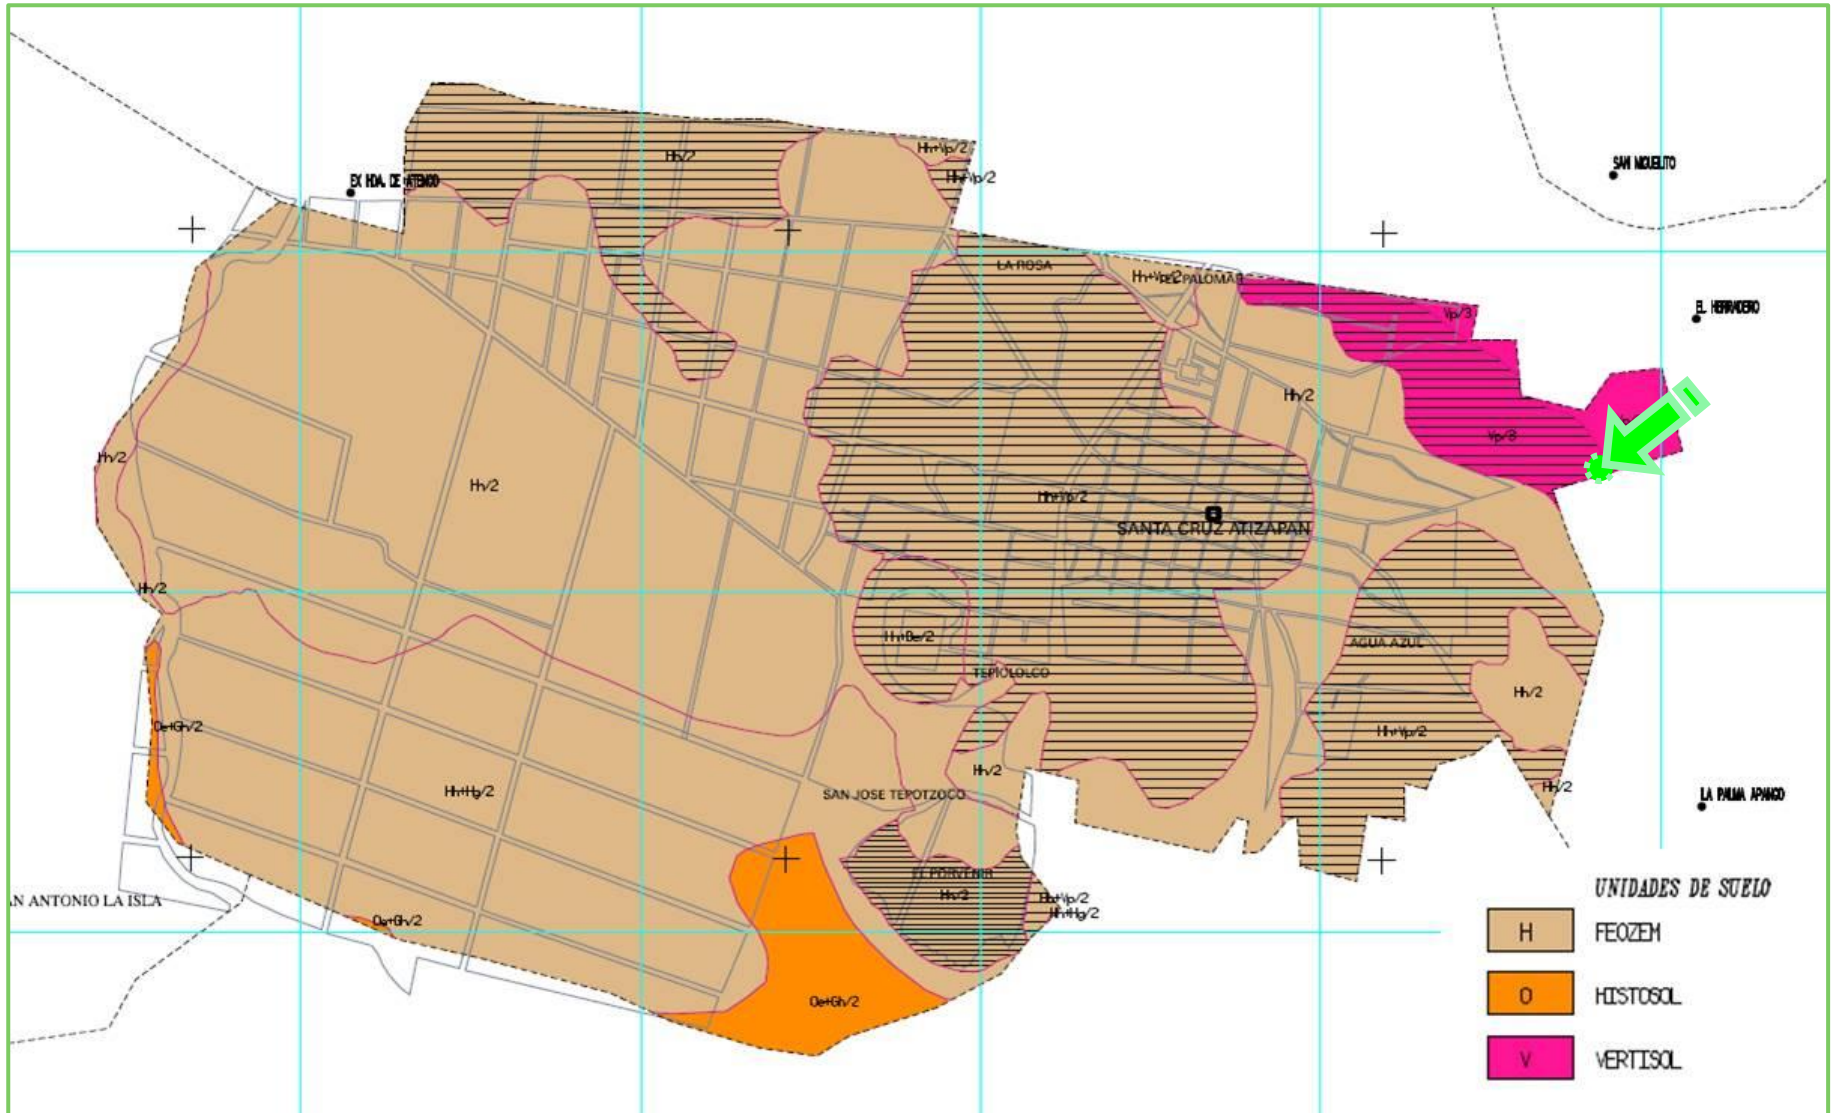 Hh/2
Hh+Vp/2
Hh+Vp/2
SAN MIGUELITO
EX HDA. DE ATENCO
LA ROSA
Hh+Vp/2
EL PALOMAR
Vp/3
EL HERRADERO
Hh/2
Vp/3
Hh/2
Hh/2
Hh+Vp/2
SANTA CRUZ ATIZAPAN
Hh/2
Hh+Be/2
AGUA AZUL
TEPIOLOLCO
Hh/2
Oe+Gh/2
Hh+Vp/2
Hh/2
Hh+Hg/2
SAN JOSE TEPOTZOCO
Hh/2
LA PALMA APANGO
EL PORVENIR
Hh/2
AN ANTONIO LA ISLA
Hh+Vp/2
Hh+Hg/2
Oe+Gh/2
Oe+Gh/2
UNIDADES DE SUELO
H FEOZEM
O HISTOSOL
V VERTISOL